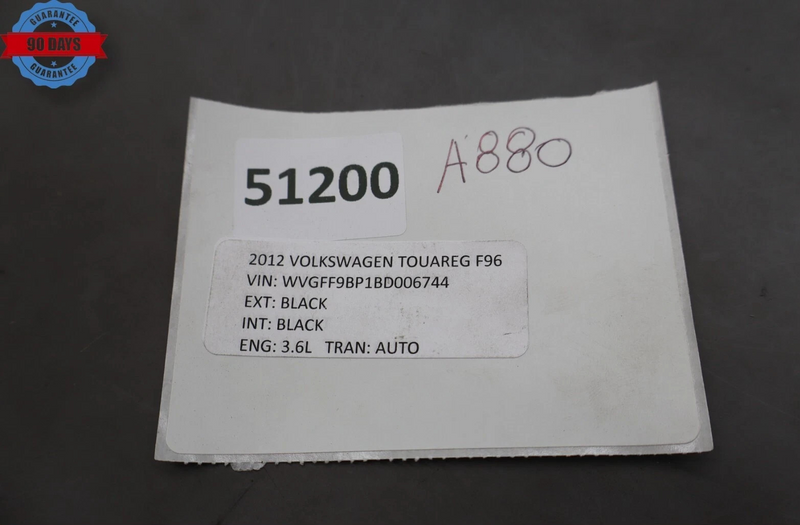 GUARANTEE
90 DAYS
GUARANTEE
51200
A880
2012 VOLKSWAGEN TOUAREG F96
VIN: WVGFF9BP1BD006744
EXT: BLACK
INT: BLACK
ENG: 3.6L TRAN: AUTO